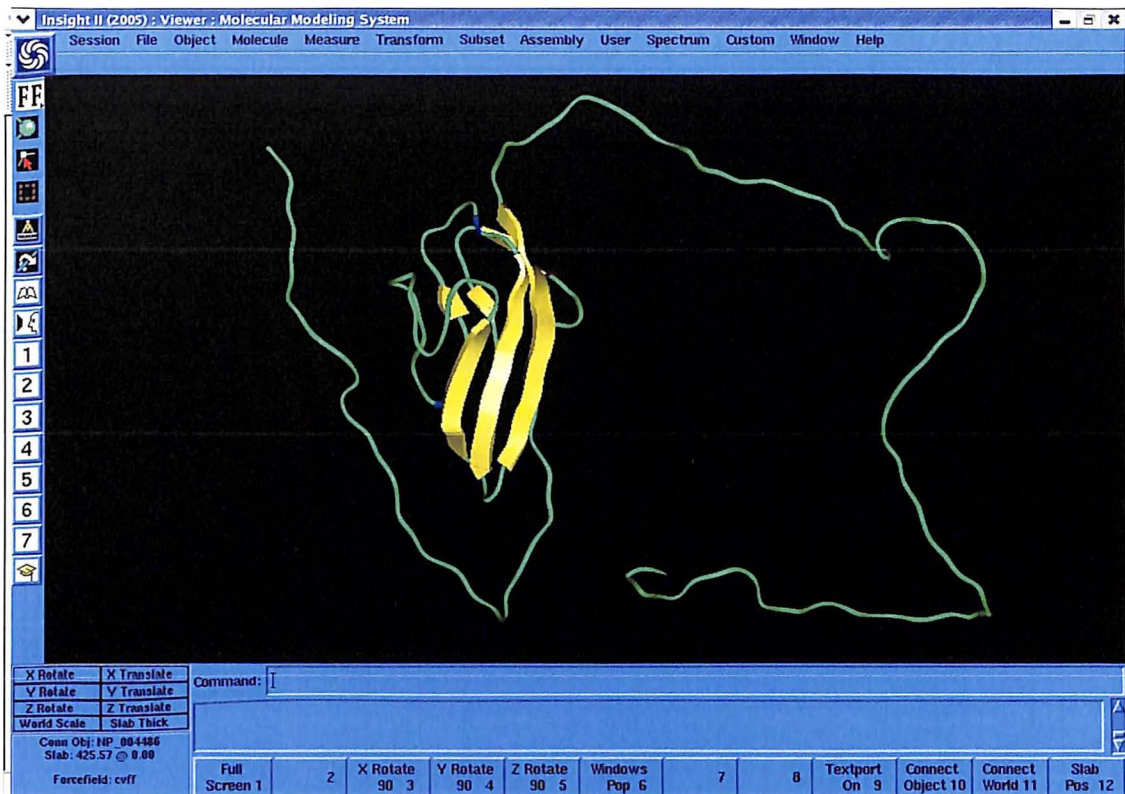 Insight II (2005) : Viewer : Molecular Modeling System
Session File Object Molecule Measure Transform Subset Assembly User Spectrum Custom Window Help
FF
1
2
3
4
5
6
7
X Rotate X Translate
Y Rotate Y Translate
Z Rotate Z Translate
World Scale Slab Thick
Command:
Conn Obj: NP_004486
Slab: 425.57 @ 0.00
Forcefield: cvff
Full Screen 1
2
X Rotate 90 3
Y Rotate 90 4
Z Rotate 90 5
Windows Pop 6
7
8
Textport On 9
Connect Object 10
Connect World 11
Slab Pos 12